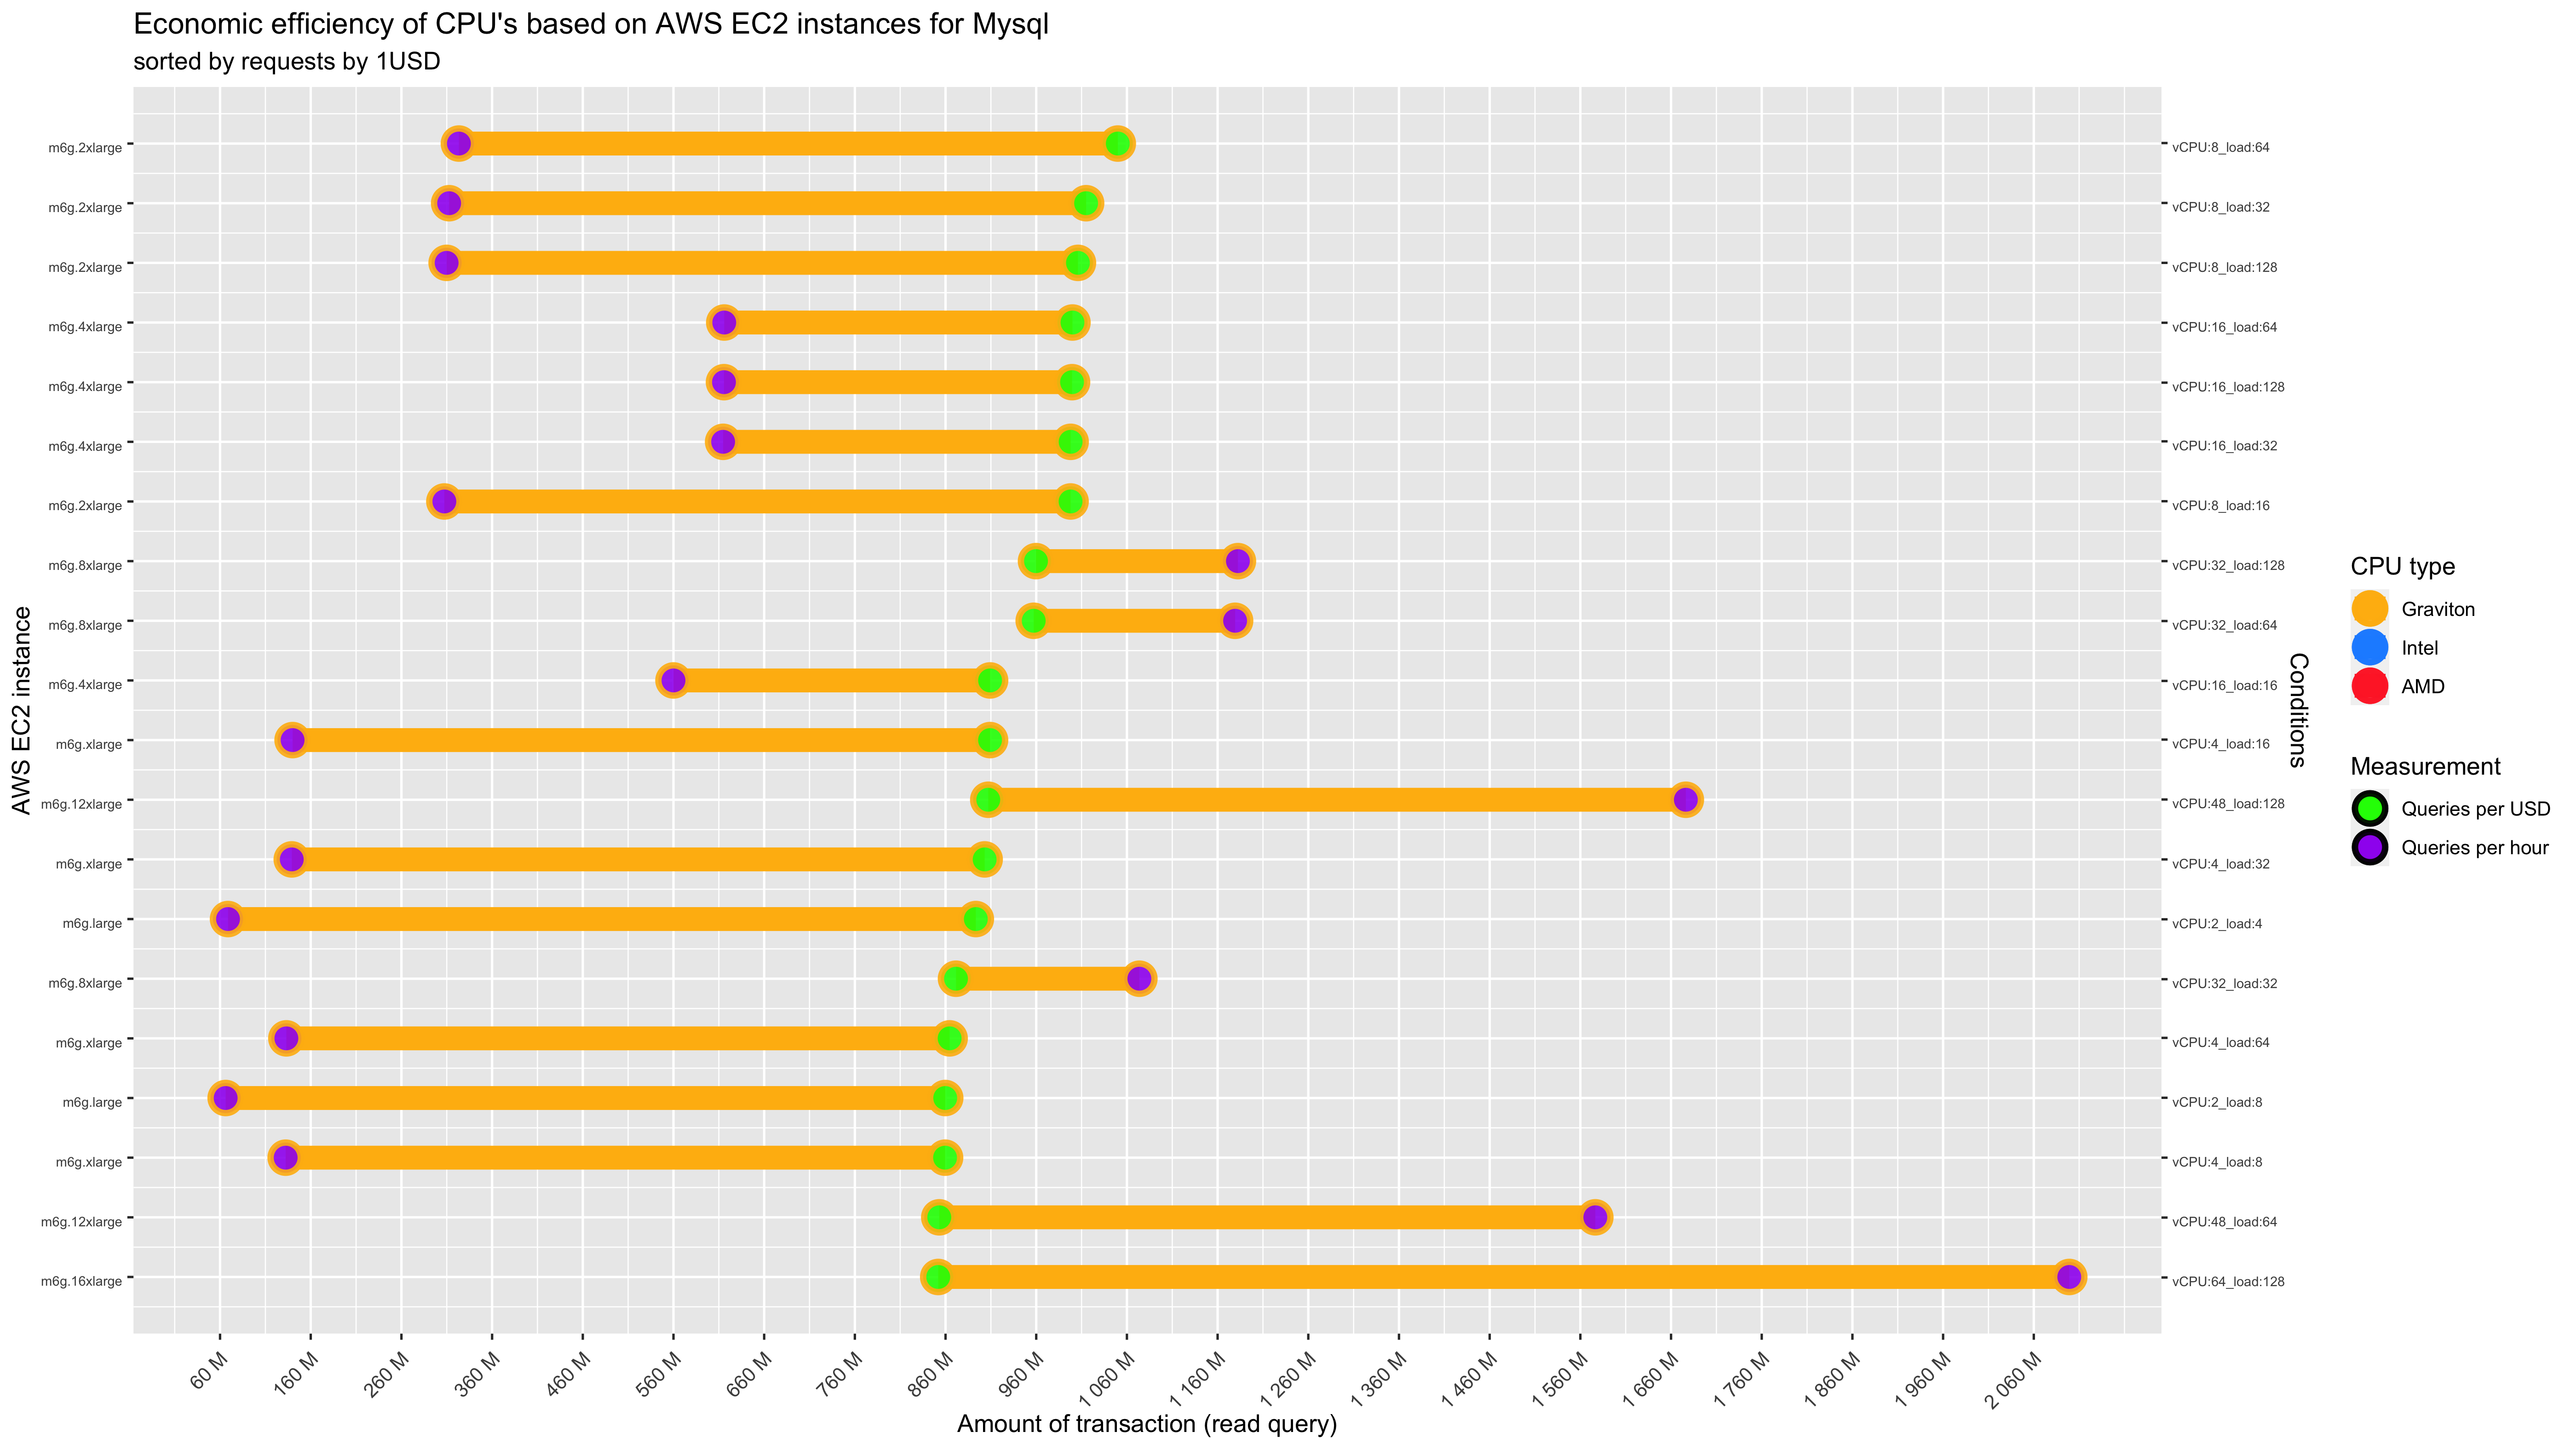 Economic efficiency of CPU's based on AWS EC2 instances for Mysql
sorted by requests by 1USD
AWS EC2 instance
m6g.2xlarge
m6g.2xlarge
m6g.2xlarge
m6g.4xlarge
m6g.4xlarge
m6g.4xlarge
m6g.2xlarge
m6g.8xlarge
m6g.8xlarge
m6g.4xlarge
m6g.xlarge
m6g.12xlarge
m6g.xlarge
m6g.large
m6g.8xlarge
m6g.xlarge
m6g.large
m6g.xlarge
m6g.12xlarge
m6g.16xlarge
vCPU:8_load:64
vCPU:8_load:32
vCPU:8_load:128
vCPU:16_load:64
vCPU:16_load:128
vCPU:16_load:32
vCPU:8_load:16
vCPU:32_load:128
vCPU:32_load:64
vCPU:16_load:16
vCPU:4_load:16
vCPU:48_load:128
vCPU:4_load:32
vCPU:2_load:4
vCPU:32_load:32
vCPU:4_load:64
vCPU:2_load:8
vCPU:4_load:8
vCPU:48_load:64
vCPU:64_load:128
Conditions
60 M
160 M
260 M
360 M
460 M
560 M
660 M
760 M
860 M
960 M
1 060 M
1 160 M
1 260 M
1 360 M
1 460 M
1 560 M
1 660 M
1 760 M
1 860 M
1 960 M
2 060 M
Amount of transaction (read query)
CPU type
Graviton
Intel
AMD
Measurement
Queries per USD
Queries per hour